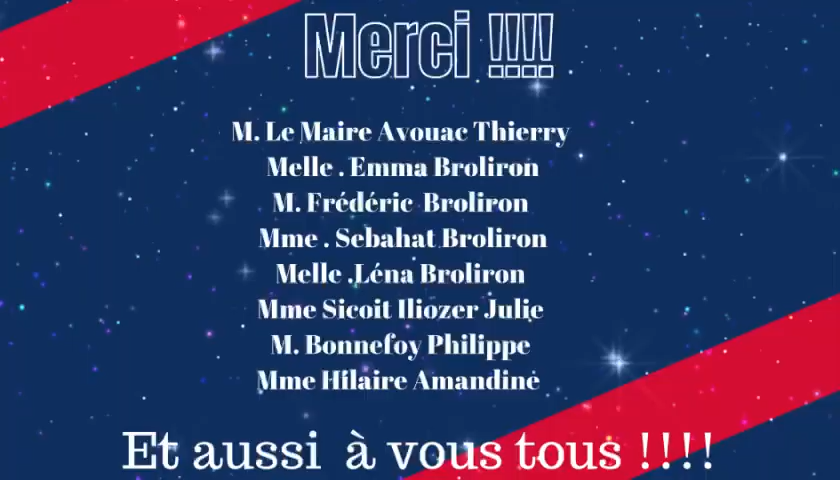 Merci !!!!
M. Le Maire Avouac Thierry
Melle . Emma Broliron
M. Frédéric Broliron
Mme . Sebahat Broliron
Melle .Léna Broliron
Mme Sicoit Iliozer Julie
M. Bonnefoy Philippe
Mme Hilaire Amandine
Et aussi à vous tous !!!!